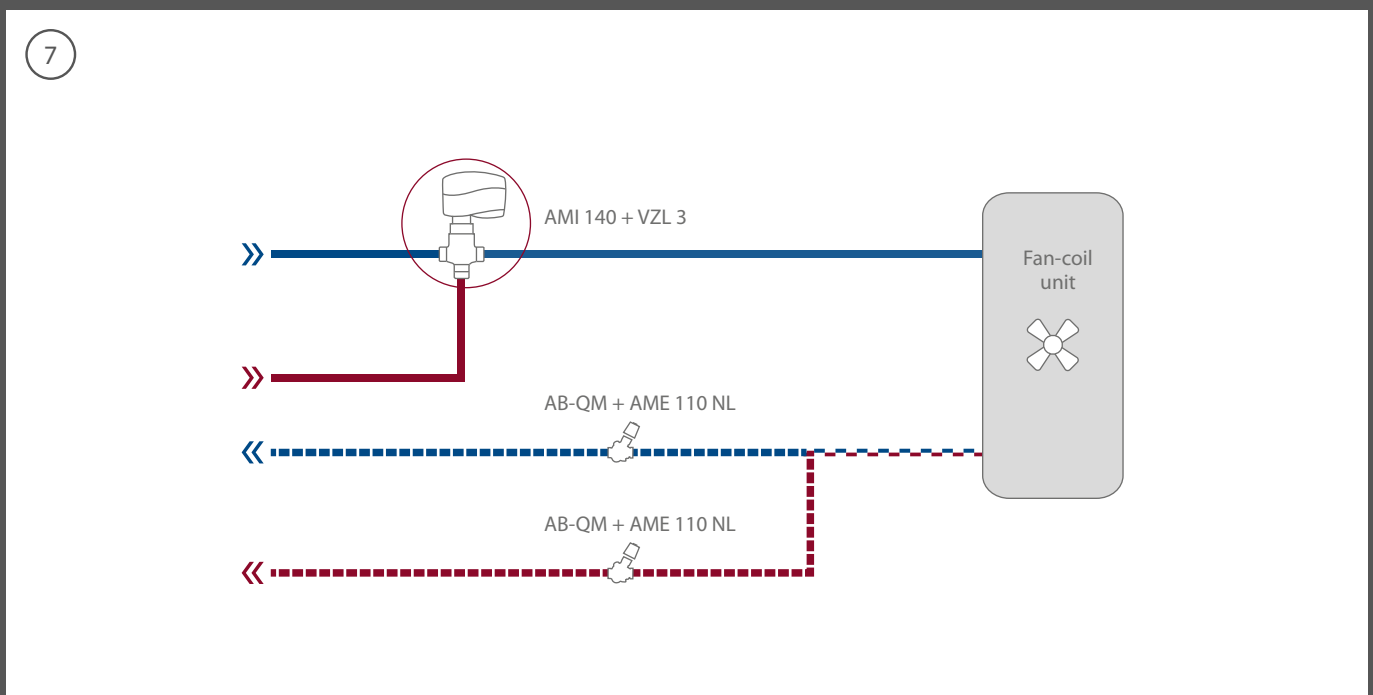 7
AMI 140 + VZL 3
Fan-coil
unit
AB-QM + AME 110 NL
AB-QM + AME 110 NL